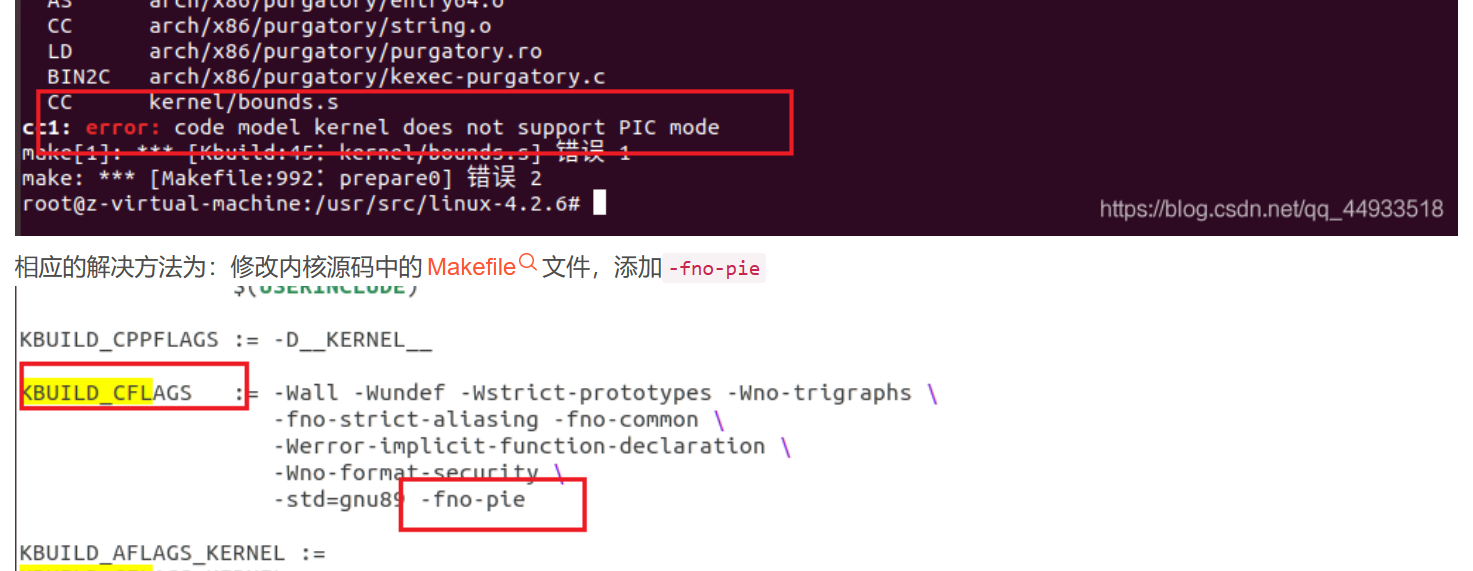 AS arch/x86/purgatory/entry64.o
CC arch/x86/purgatory/string.o
LD arch/x86/purgatory/purgatory.ro
BIN2C arch/x86/purgatory/kexec-purgatory.c
CC kernel/bounds.s
cc1: error: code model kernel does not support PIC mode
make[1]: *** [Kbuild:45：kernel/bounds.s] 错误 1
make: *** [Makefile:992：prepare0] 错误 2
root@z-virtual-machine:/usr/src/linux-4.2.6#
https://blog.csdn.net/qq_44933518
相应的解决方法为：修改内核源码中的 Makefile 文件，添加 -fno-pie
$(USERINCLUDE)
KBUILD_CPPFLAGS := -D__KERNEL__
KBUILD_CFLAGS := -Wall -Wundef -Wstrict-prototypes -Wno-trigraphs \
-fno-strict-aliasing -fno-common \
-Werror-implicit-function-declaration \
-Wno-format-security \
-std=gnu89 -fno-pie
KBUILD_AFLAGS_KERNEL :=